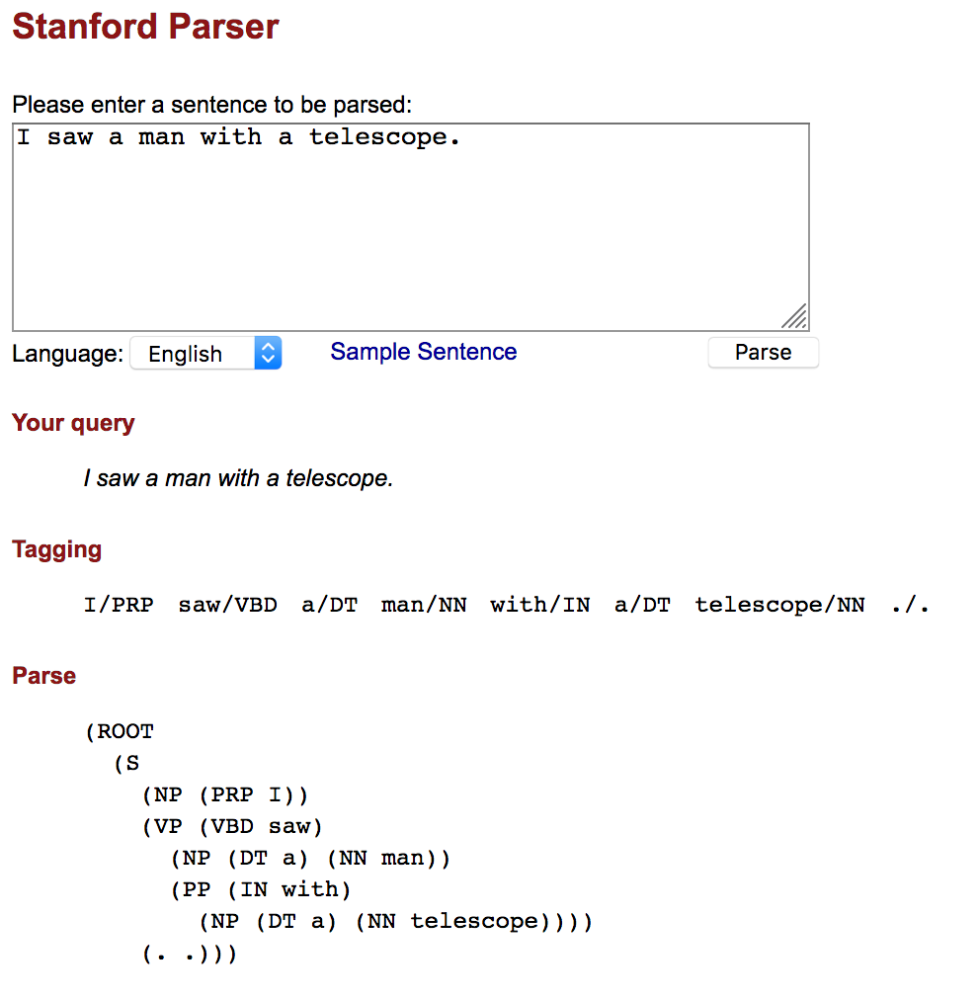 Stanford Parser
Please enter a sentence to be parsed:
I saw a man with a telescope.
Language: English Sample Sentence Parse
Your query
I saw a man with a telescope.
Tagging
I/PRP saw/VBD a/DT man/NN with/IN a/DT telescope/NN ./.
Parse
(ROOT
(S
(NP (PRP I))
(VP (VBD saw)
(NP (DT a) (NN man))
(PP (IN with)
(NP (DT a) (NN telescope))))
(. .)))